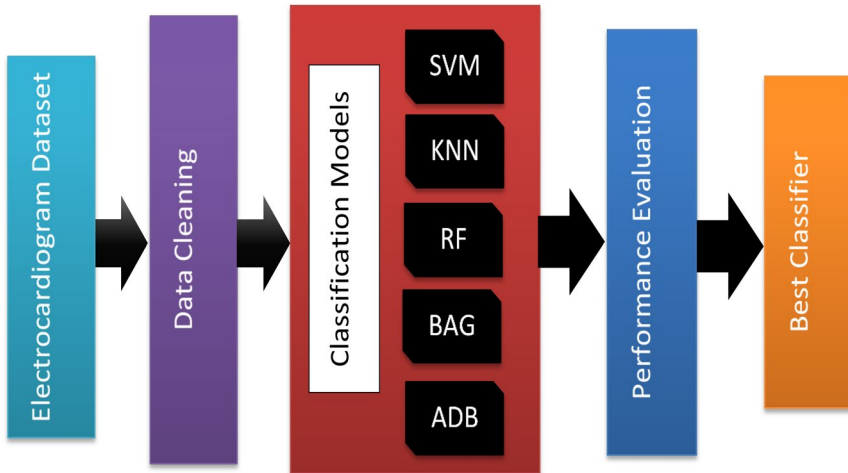 Electrocardiogram Dataset
Data Cleaning
Classification Models
SVM
KNN
RF
BAG
ADB
Performance Evaluation
Best Classifier